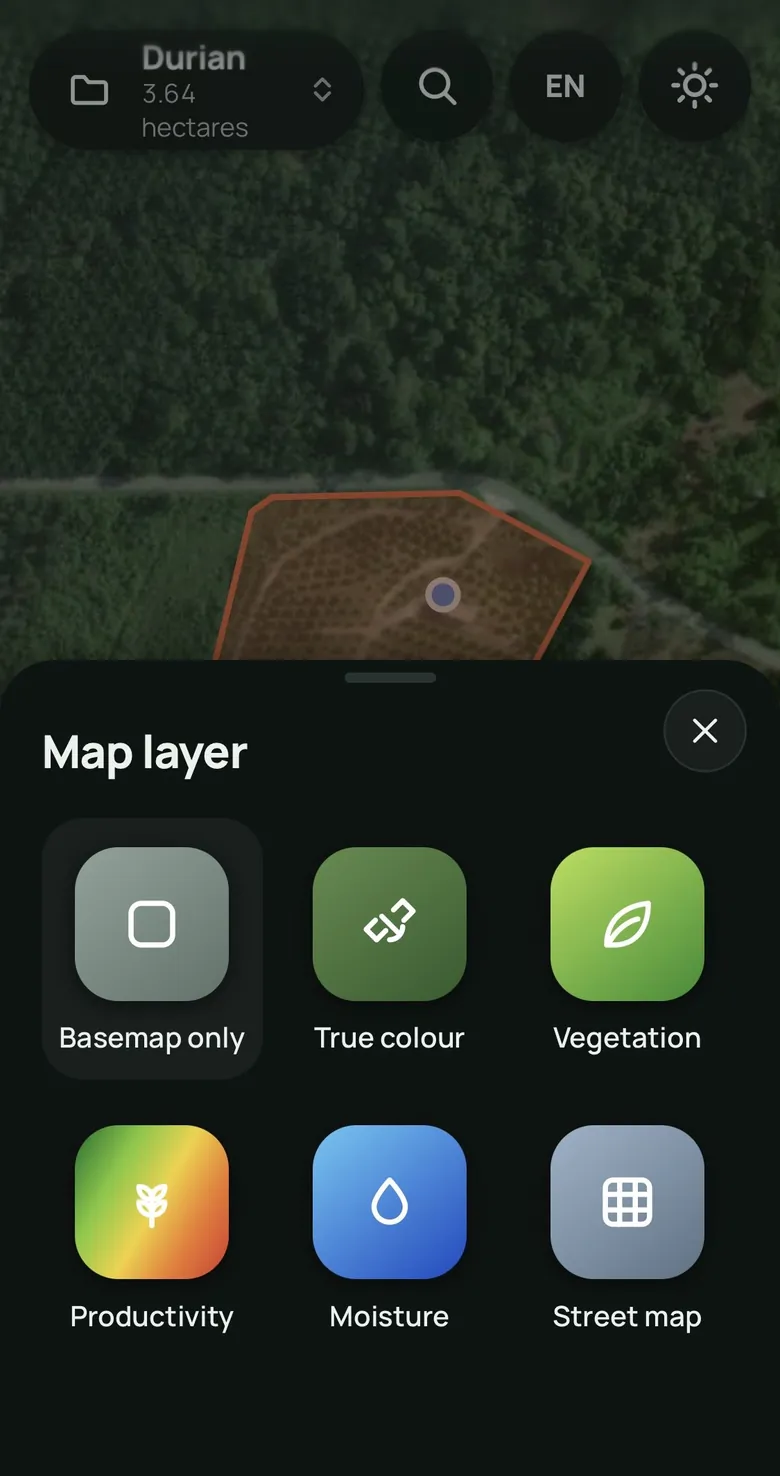 Durian
3.64
hectares
EN
Map layer
Basemap only
True colour
Vegetation
Productivity
Moisture
Street map